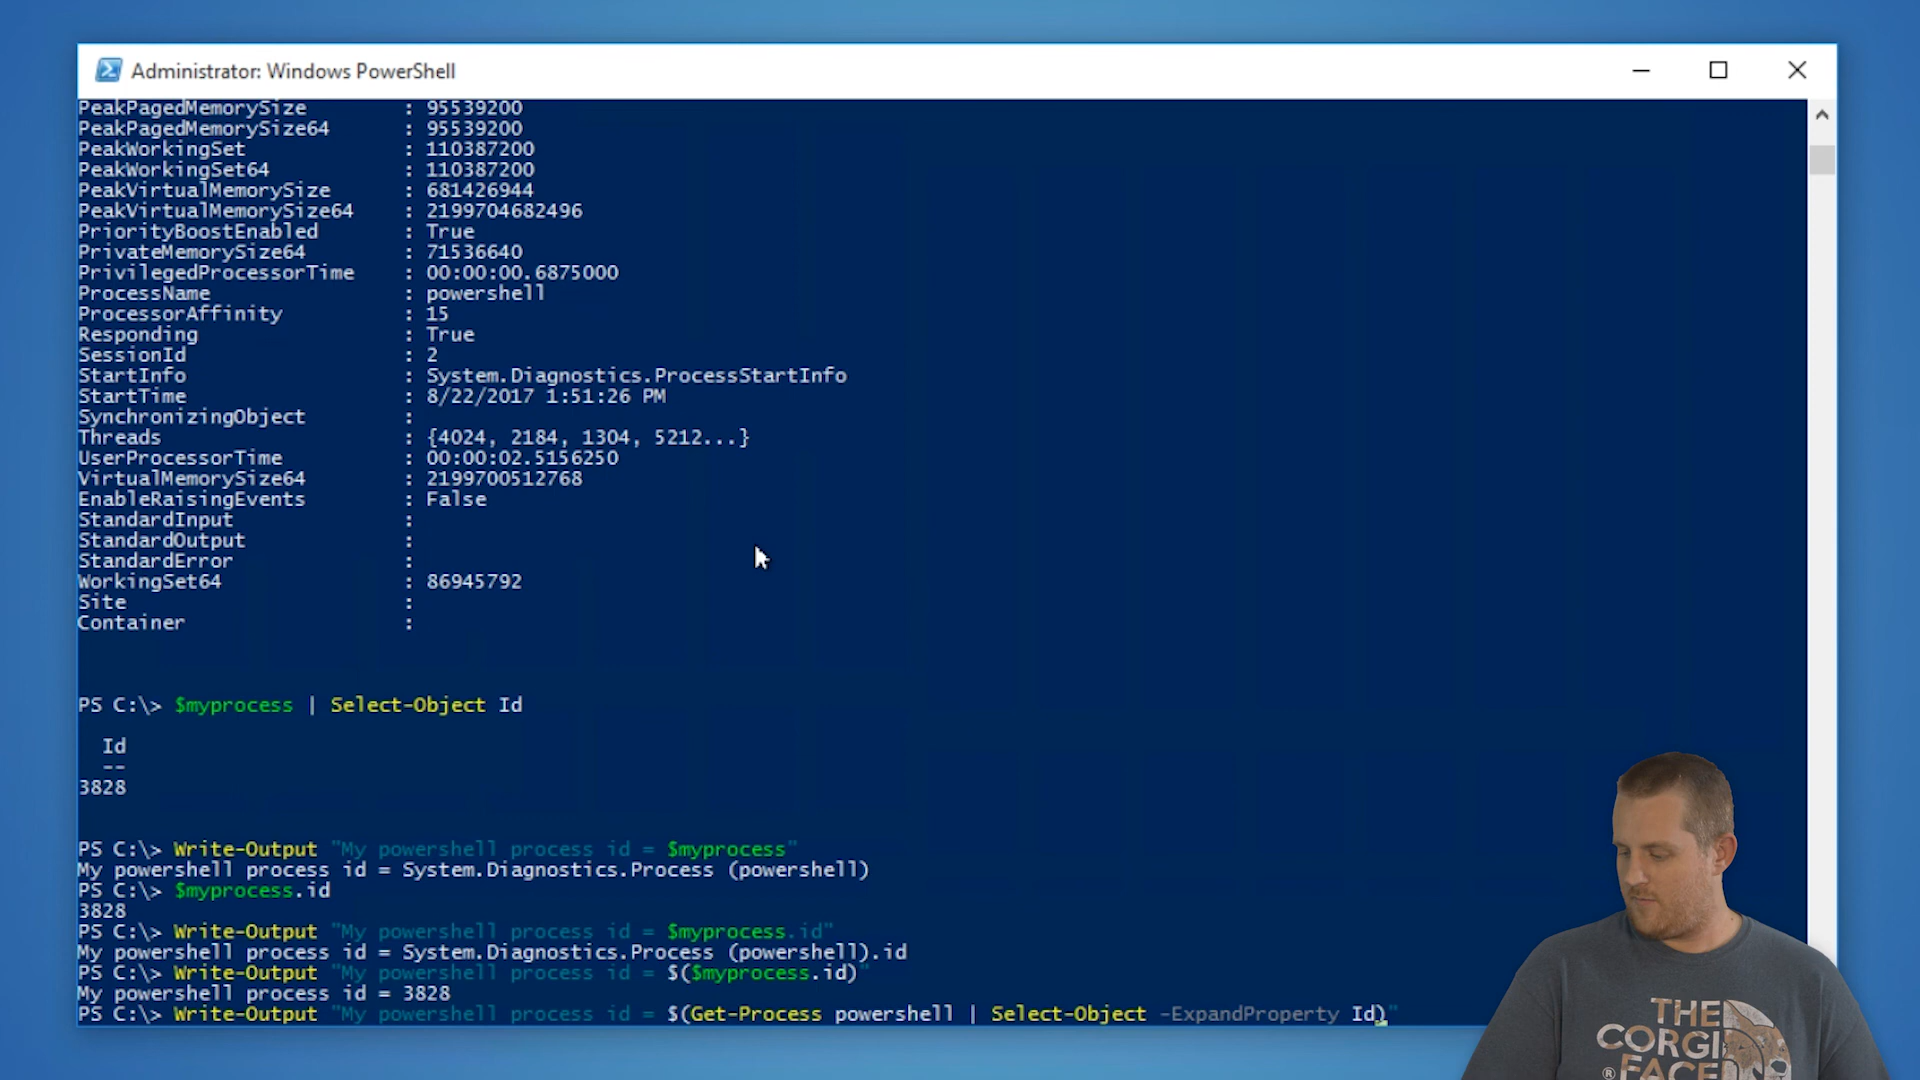 Administrator: Windows PowerShell
PeakPagedMemorySize : 95539200
PeakPagedMemorySize64 : 95539200
PeakWorkingSet : 110387200
PeakWorkingSet64 : 110387200
PeakVirtualMemorySize : 681426944
PeakVirtualMemorySize64 : 2199704682496
PriorityBoostEnabled : True
PrivateMemorySize64 : 71536640
PrivilegedProcessorTime : 00:00:00.6875000
ProcessName : powershell
ProcessorAffinity : 15
Responding : True
SessionId : 2
StartInfo : System.Diagnostics.ProcessStartInfo
StartTime : 8/22/2017 1:51:26 PM
SynchronizingObject :
Threads : {4024, 2184, 1304, 5212...}
UserProcessorTime : 00:00:02.5156250
VirtualMemorySize64 : 2199700512768
EnableRaisingEvents : False
StandardInput :
StandardOutput :
StandardError :
WorkingSet64 : 86945792
Site :
Container :
PS C:\> $myprocess | Select-Object Id
Id
--
3828
PS C:\> Write-Output "My powershell process id = $myprocess"
My powershell process id = System.Diagnostics.Process (powershell)
PS C:\> $myprocess.id
3828
PS C:\> Write-Output "My powershell process id = $myprocess.id"
My powershell process id = System.Diagnostics.Process (powershell).id
PS C:\> Write-Output "My powershell process id = $($myprocess.id)"
My powershell process id = 3828
PS C:\> Write-Output "My powershell process id = $(Get-Process powershell | Select-Object -ExpandProperty Id)"
THE
CORGI
FACE
®